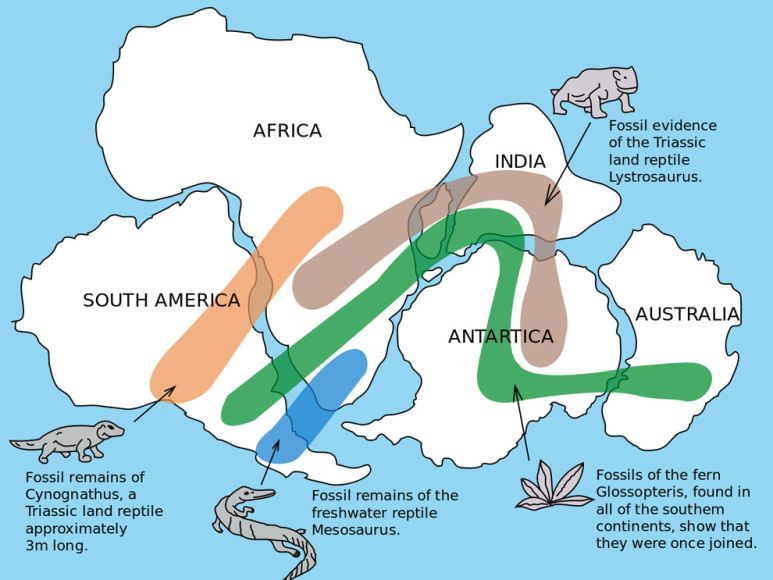 AFRICA
INDIA
Fossil evidence
of the Triassic
land reptile
Lystrosaurus.
SOUTH AMERICA
ANTARTICA
AUSTRALIA
Fossil remains of
Cynognathus, a
Triassic land reptile
approximately
3m long.
Fossil remains of the
freshwater reptile
Mesosaurus.
Fossils of the fern
Glossopteris, found in
all of the southem
continents, show that
they were once joined.